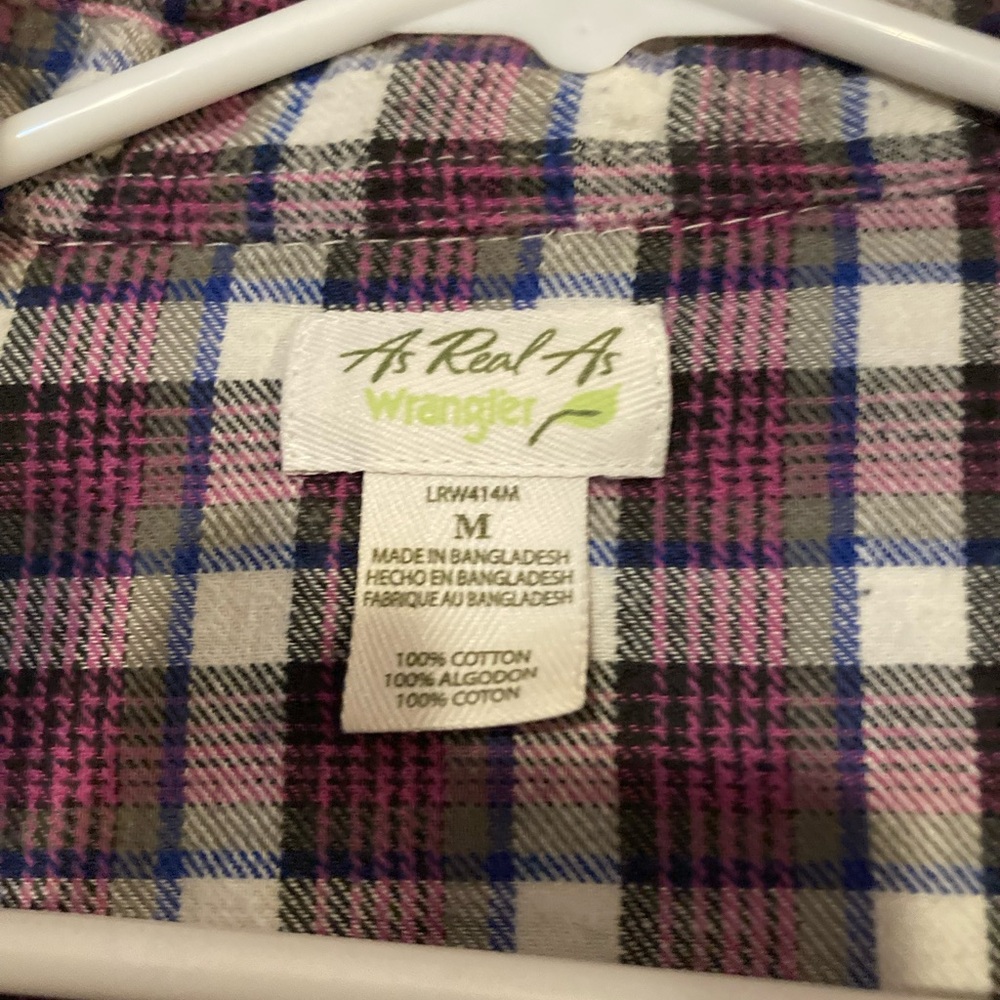 As Real As
Wrangler
LRW414M
M
MADE IN BANGLADESH
HECHO EN BANGLADESH
FABRIQUE AU BANGLADESH
100% COTTON
100% ALGODON
100% COTON